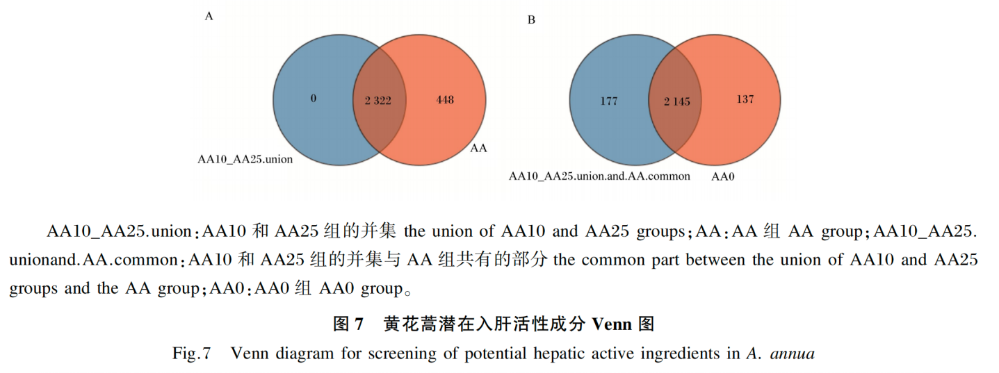 A
B
0
2 322
448
177
2 145
137
AA
AA10_AA25.union
AA10_AA25.union.and.AA.common
AA0
AA10_AA25.union:AA10 和 AA25 组的并集 the union of AA10 and AA25 groups;AA:AA 组 AA group;AA10_AA25.
unionand.AA.common:AA10 和 AA25 组的并集与 AA 组共有的部分 the common part between the union of AA10 and AA25
groups and the AA group;AA0:AA0 组 AA0 group。
图 7 黄花蒿潜在入肝活性成分 Venn 图
Fig.7 Venn diagram for screening of potential hepatic active ingredients in A. annua